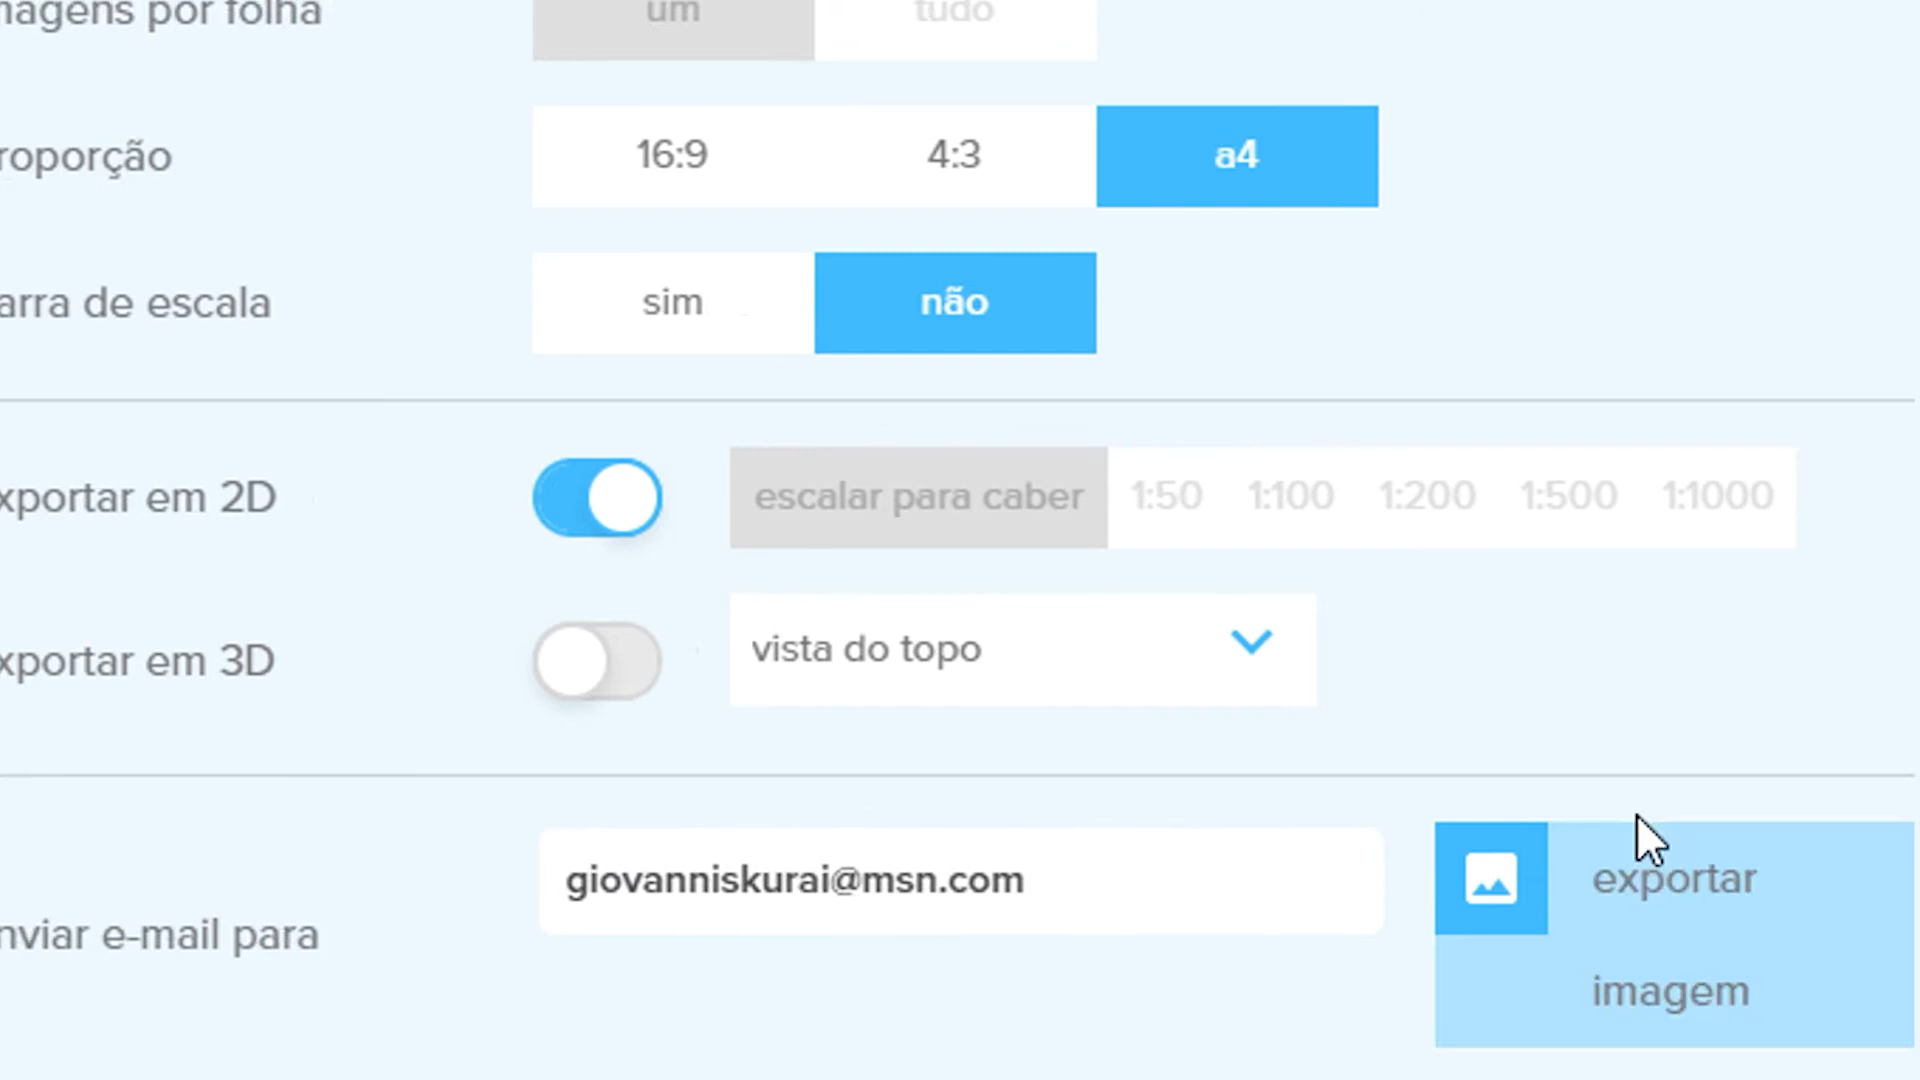 magens por folha um tudo
roporção 16:9 4:3 a4
arra de escala sim não
xportar em 2D escalar para caber 1:50 1:100 1:200 1:500 1:1000
xportar em 3D vista do topo
nviar e-mail para giovanniskurai@msn.com exportar
imagem